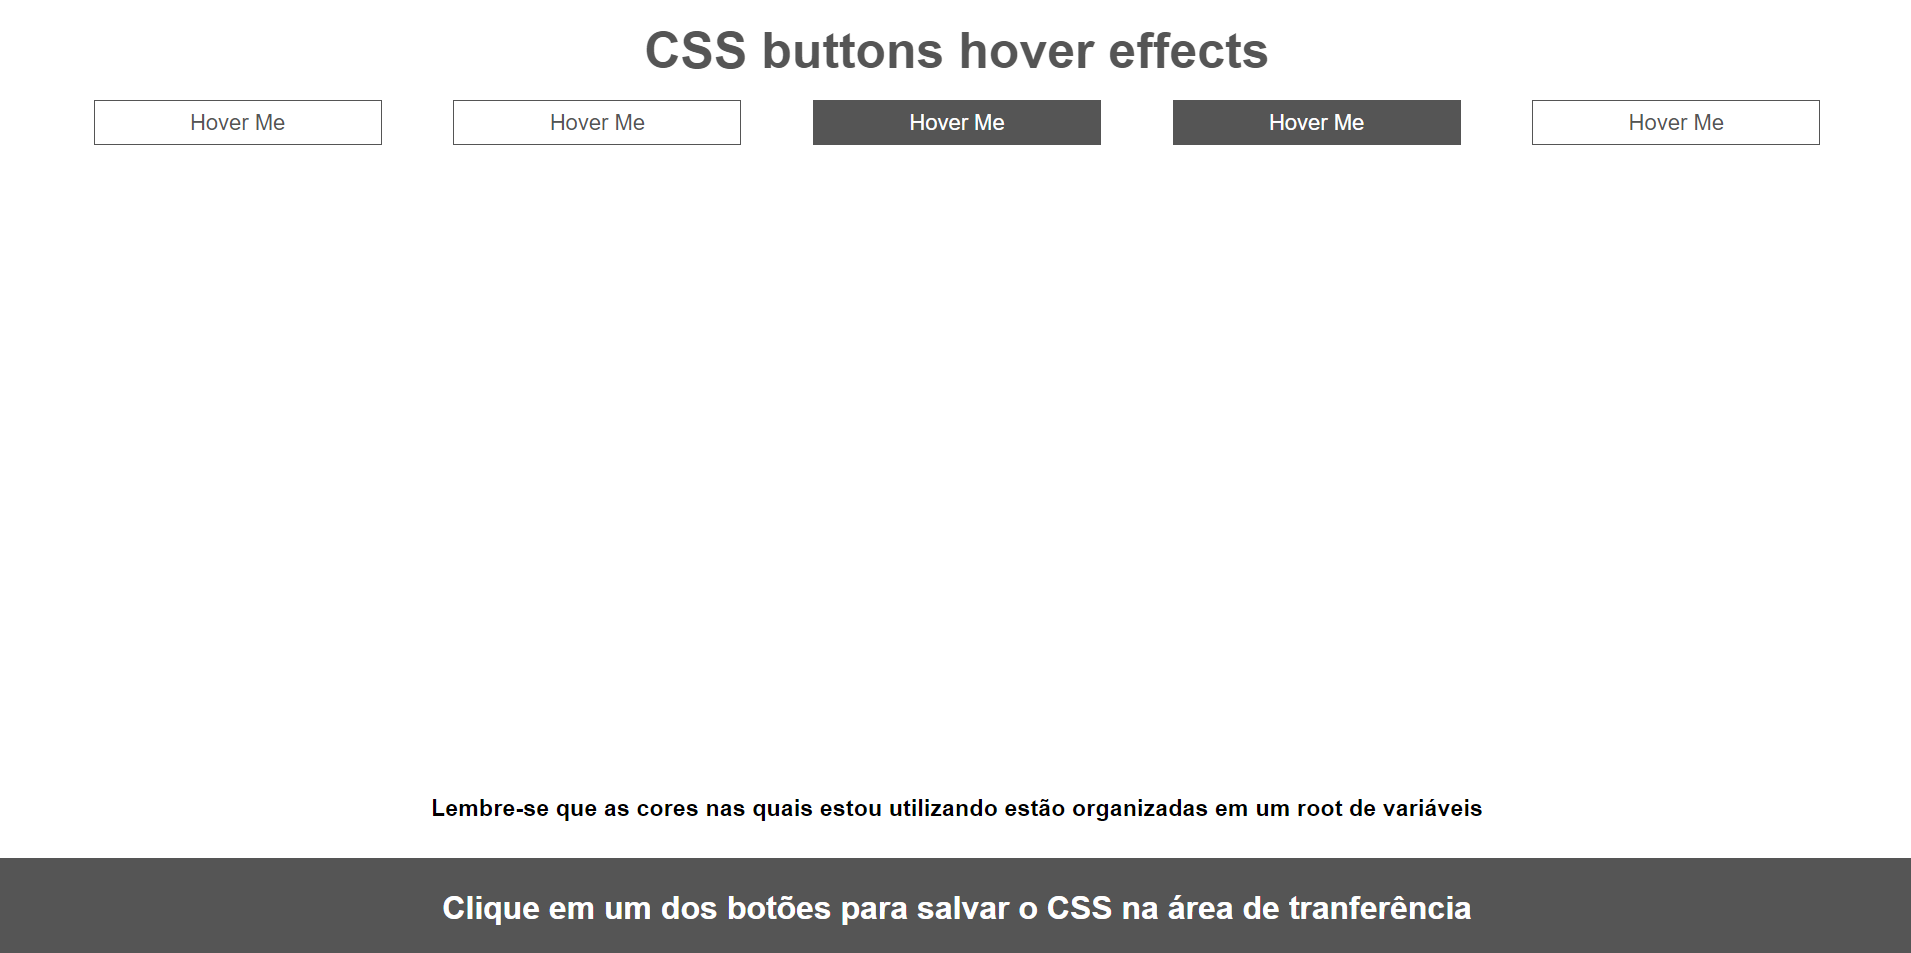 CSS buttons hover effects
Hover Me
Hover Me
Hover Me
Hover Me
Hover Me
Lembre-se que as cores nas quais estou utilizando estão organizadas em um root de variáveis
Clique em um dos botões para salvar o CSS na área de tranferência